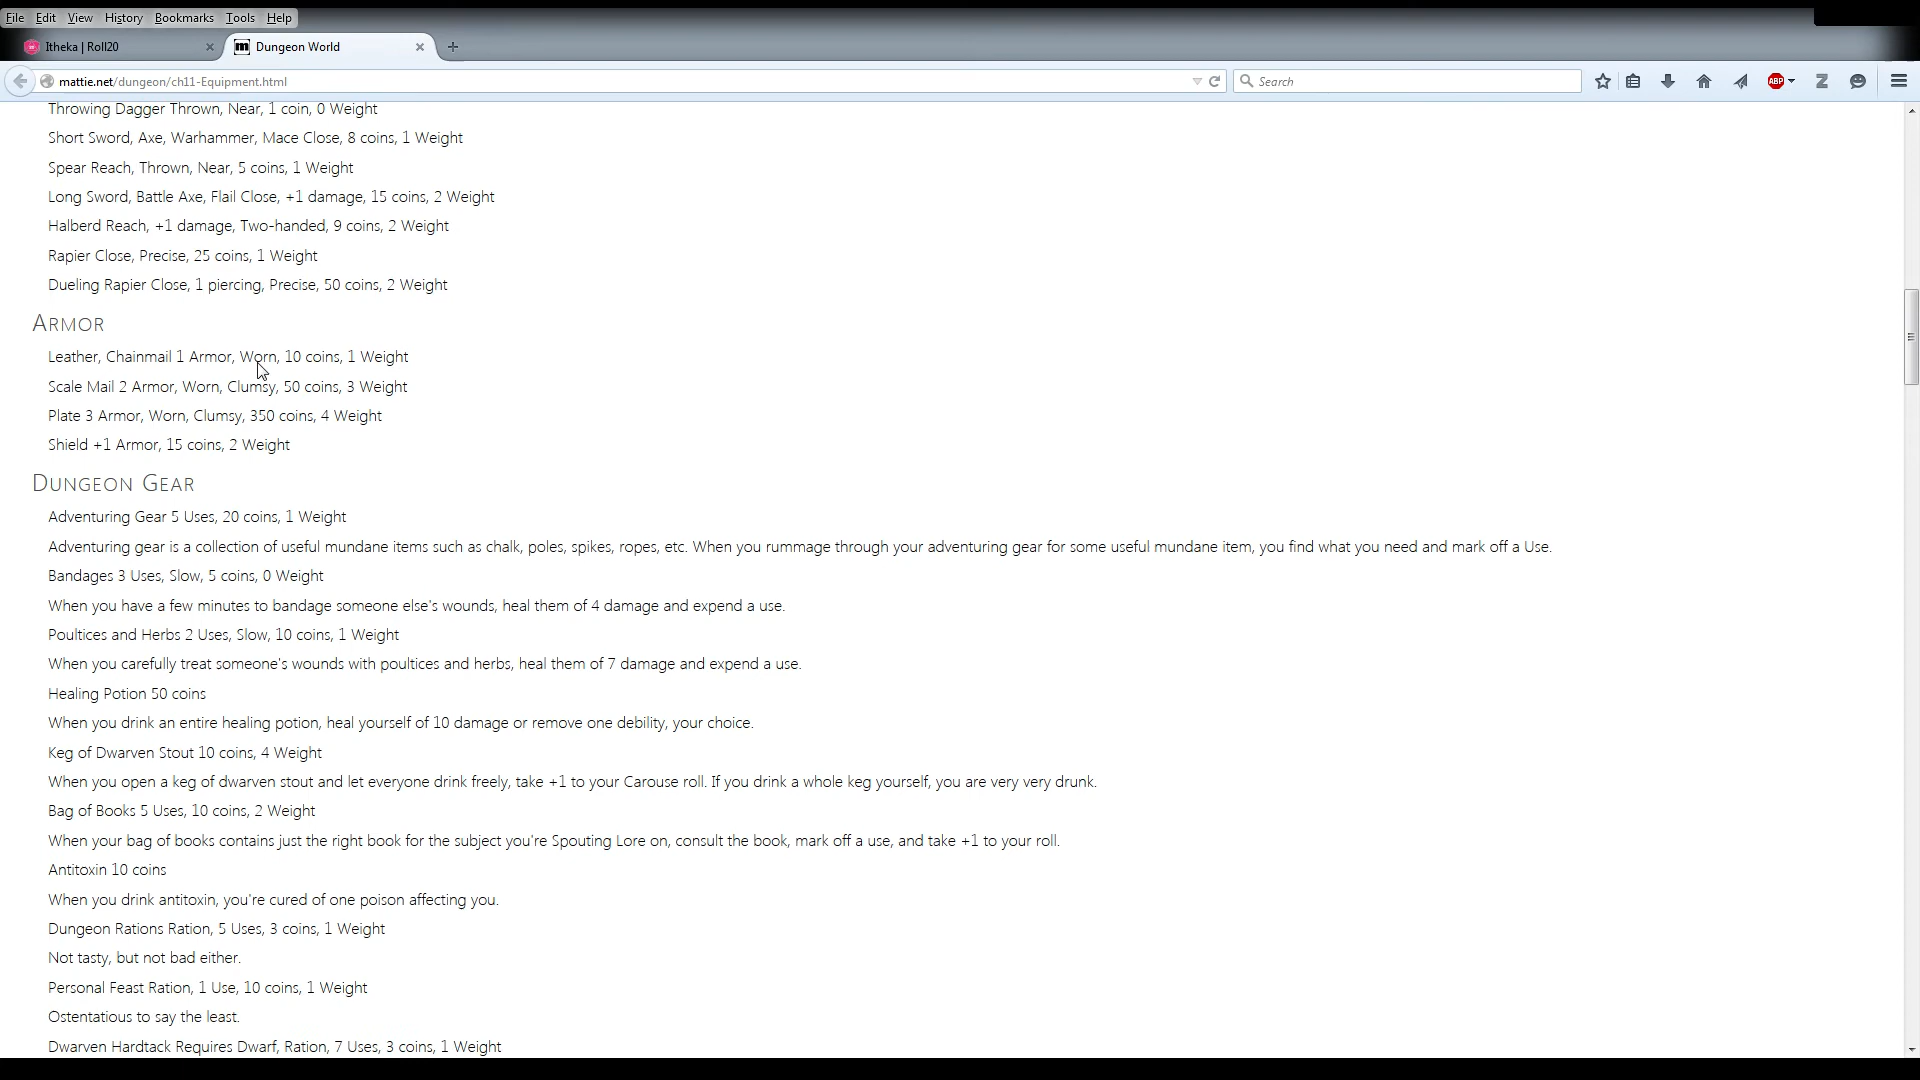 File Edit View History Bookmarks Tools Help
Itheka | Roll20
Dungeon World
mattie.net/dungeon/ch11-Equipment.html
Search
ABP
Throwing Dagger Thrown, Near, 1 coin, 0 Weight
Short Sword, Axe, Warhammer, Mace Close, 8 coins, 1 Weight
Spear Reach, Thrown, Near, 5 coins, 1 Weight
Long Sword, Battle Axe, Flail Close, +1 damage, 15 coins, 2 Weight
Halberd Reach, +1 damage, Two-handed, 9 coins, 2 Weight
Rapier Close, Precise, 25 coins, 1 Weight
Dueling Rapier Close, 1 piercing, Precise, 50 coins, 2 Weight
Armor
Leather, Chainmail 1 Armor, Worn, 10 coins, 1 Weight
Scale Mail 2 Armor, Worn, Clumsy, 50 coins, 3 Weight
Plate 3 Armor, Worn, Clumsy, 350 coins, 4 Weight
Shield +1 Armor, 15 coins, 2 Weight
Dungeon Gear
Adventuring Gear 5 Uses, 20 coins, 1 Weight
Adventuring gear is a collection of useful mundane items such as chalk, poles, spikes, ropes, etc. When you rummage through your adventuring gear for some useful mundane item, you find what you need and mark off a Use.
Bandages 3 Uses, Slow, 5 coins, 0 Weight
When you have a few minutes to bandage someone else's wounds, heal them of 4 damage and expend a use.
Poultices and Herbs 2 Uses, Slow, 10 coins, 1 Weight
When you carefully treat someone's wounds with poultices and herbs, heal them of 7 damage and expend a use.
Healing Potion 50 coins
When you drink an entire healing potion, heal yourself of 10 damage or remove one debility, your choice.
Keg of Dwarven Stout 10 coins, 4 Weight
When you open a keg of dwarven stout and let everyone drink freely, take +1 to your Carouse roll. If you drink a whole keg yourself, you are very very drunk.
Bag of Books 5 Uses, 10 coins, 2 Weight
When your bag of books contains just the right book for the subject you're Spouting Lore on, consult the book, mark off a use, and take +1 to your roll.
Antitoxin 10 coins
When you drink antitoxin, you're cured of one poison affecting you.
Dungeon Rations Ration, 5 Uses, 3 coins, 1 Weight
Not tasty, but not bad either.
Personal Feast Ration, 1 Use, 10 coins, 1 Weight
Ostentatious to say the least.
Dwarven Hardtack Requires Dwarf, Ration, 7 Uses, 3 coins, 1 Weight